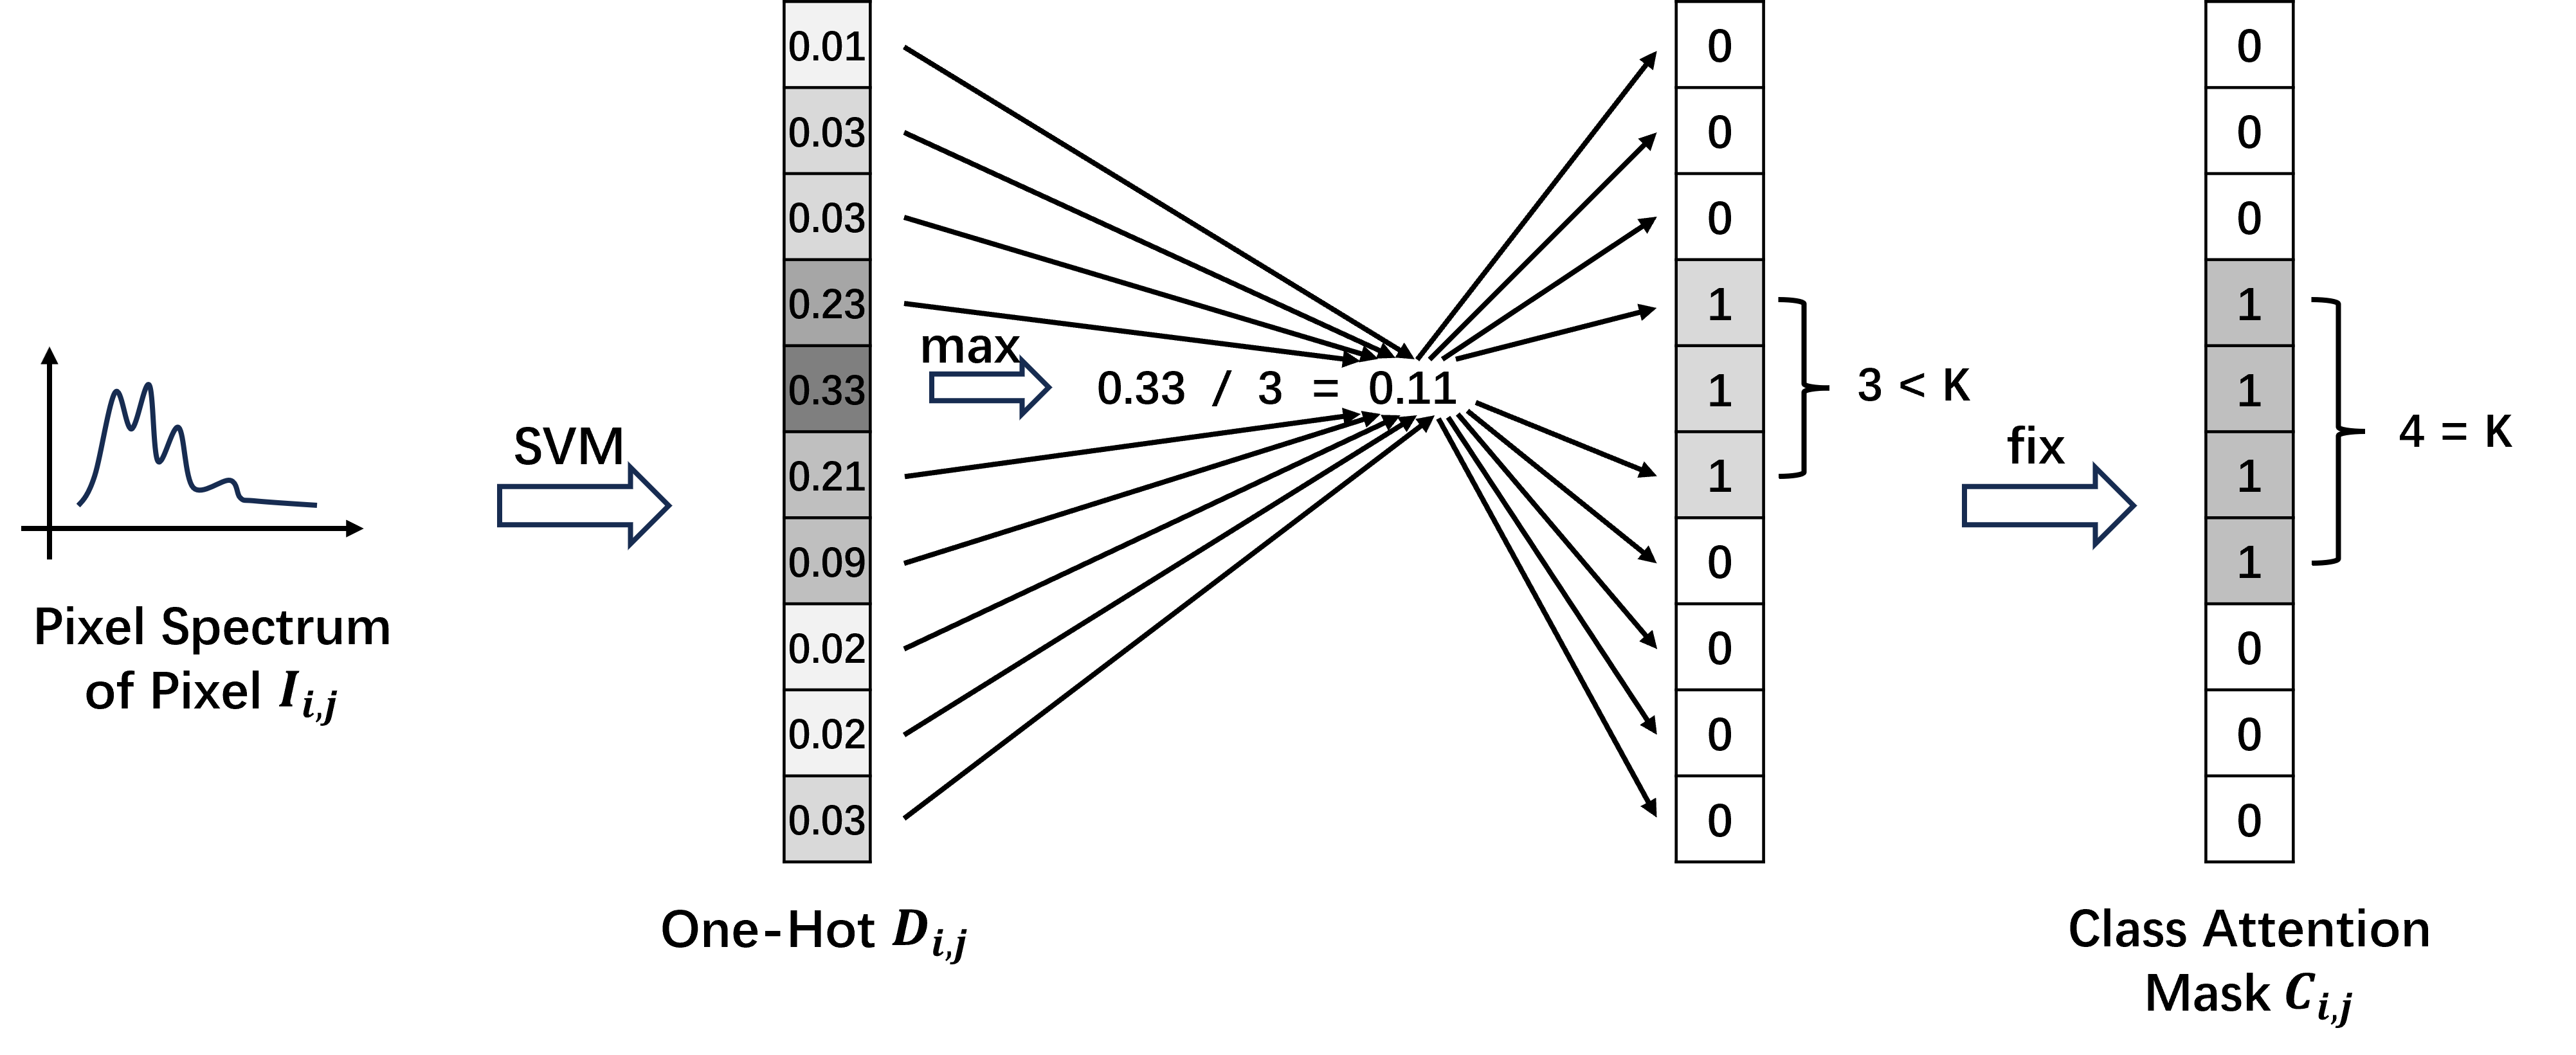 Pixel Spectrum
of Pixel I_{i,j}
SVM
0.01
0.03
0.03
0.23
0.33
0.21
0.09
0.02
0.02
0.03
One-Hot D_{i,j}
max
0.33 / 3 = 0.11
0
0
0
1
1
1
0
0
0
0
3 < K
fix
0
0
0
1
1
1
1
0
0
0
4 = K
Class Attention
Mask C_{i,j}